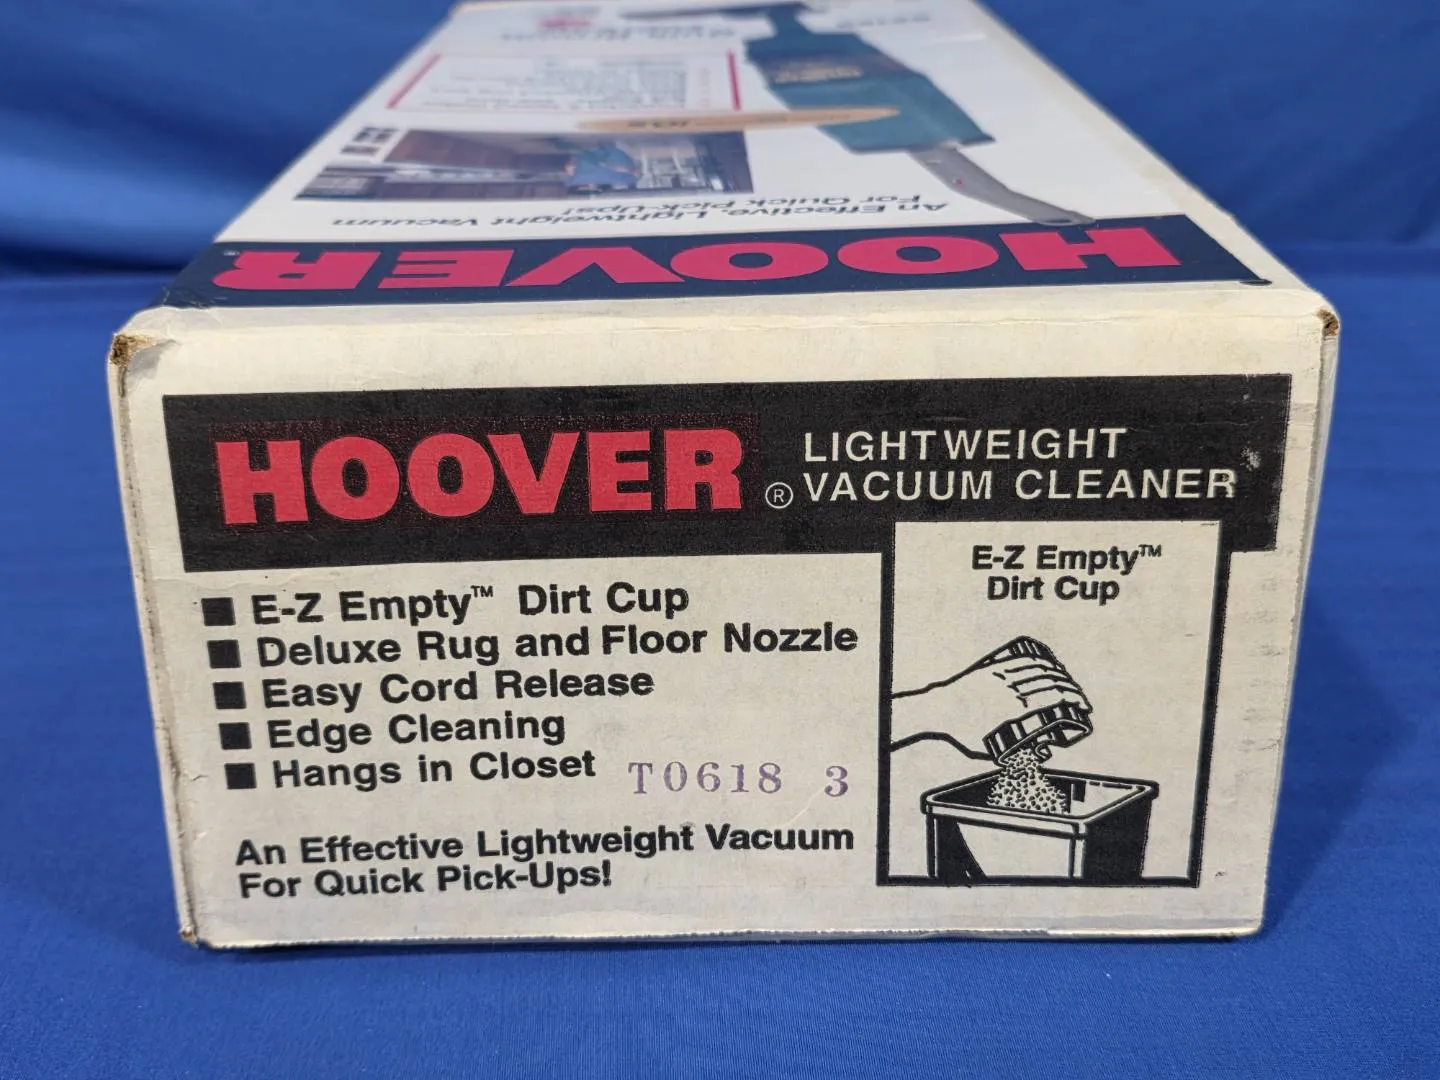 An Effective, Lightweight Vacuum
For Quick Pick-Ups!
HOOVER®
HOOVER® LIGHTWEIGHT
VACUUM CLEANER
E-Z Empty™ Dirt Cup
Deluxe Rug and Floor Nozzle
Easy Cord Release
Edge Cleaning
Hangs in Closet
T0618 3
An Effective Lightweight Vacuum
For Quick Pick-Ups!
E-Z Empty™
Dirt Cup